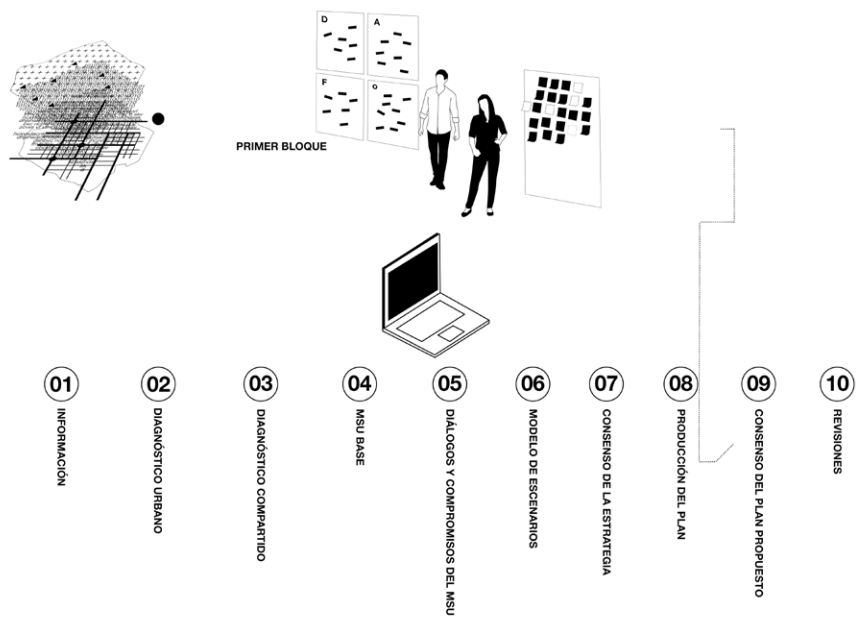 D
A
F
O
PRIMER BLOQUE
01
INFORMACIÓN
02
DIAGNÓSTICO URBANO
03
DIAGNÓSTICO COMPARTIDO
04
MSU BASE
05
DIÁLOGOS Y COMPROMISOS DEL MSU
06
MODELO DE ESCENARIOS
07
CONSENSO DE LA ESTRATEGIA
08
PRODUCCIÓN DEL PLAN
09
CONSENSO DEL PLAN PROPUESTO
10
REVISIONES